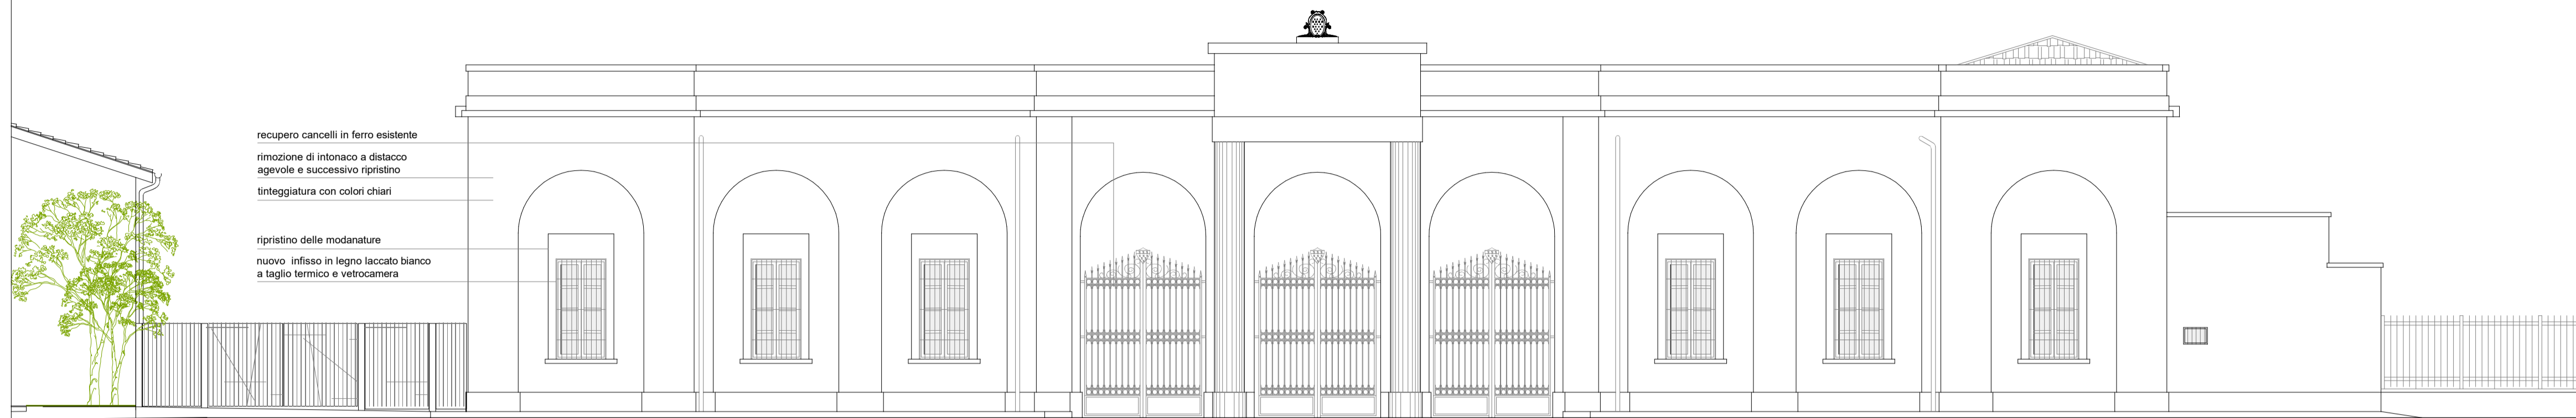 recupero cancelli in ferro esistente
rimozione di intonaco a distacco
agevole e successivo ripristino
tinteggiatura con colori chiari
ripristino delle modanature
nuovo  infisso in legno laccato bianco
a taglio termico e vetrocamera